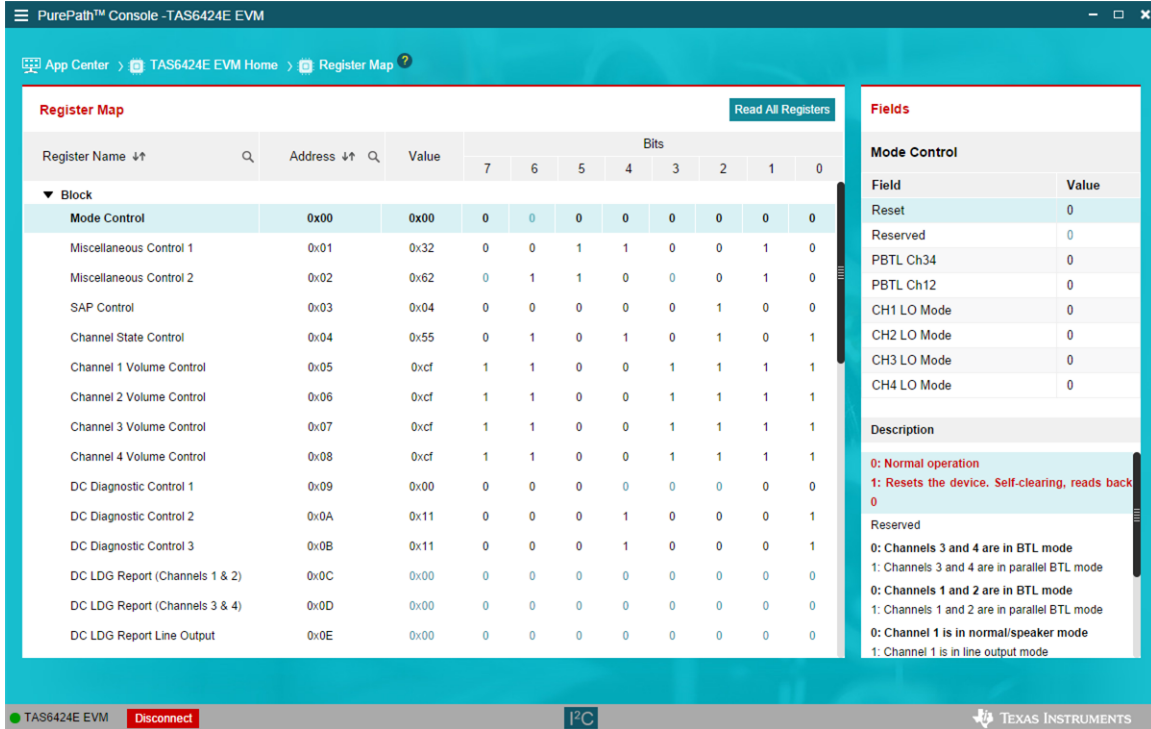 PurePath™ Console -TAS6424E EVM
App Center > TAS6424E EVM Home > Register Map ?
Register Map
Read All Registers
Register Name Address Value Bits
7 6 5 4 3 2 1 0
Block
Mode Control 0x00 0x00 0 0 0 0 0 0 0 0
Miscellaneous Control 1 0x01 0x32 0 0 1 1 0 0 1 0
Miscellaneous Control 2 0x02 0x62 0 1 1 0 0 0 1 0
SAP Control 0x03 0x04 0 0 0 0 0 1 0 0
Channel State Control 0x04 0x55 0 1 0 1 0 1 0 1
Channel 1 Volume Control 0x05 0xcf 1 1 0 0 1 1 1 1
Channel 2 Volume Control 0x06 0xcf 1 1 0 0 1 1 1 1
Channel 3 Volume Control 0x07 0xcf 1 1 0 0 1 1 1 1
Channel 4 Volume Control 0x08 0xcf 1 1 0 0 1 1 1 1
DC Diagnostic Control 1 0x09 0x00 0 0 0 0 0 0 0 0
DC Diagnostic Control 2 0x0A 0x11 0 0 0 1 0 0 0 1
DC Diagnostic Control 3 0x0B 0x11 0 0 0 1 0 0 0 1
DC LDG Report (Channels 1 & 2) 0x0C 0x00 0 0 0 0 0 0 0 0
DC LDG Report (Channels 3 & 4) 0x0D 0x00 0 0 0 0 0 0 0 0
DC LDG Report Line Output 0x0E 0x00 0 0 0 0 0 0 0 0
Fields
Mode Control
Field Value
Reset 0
Reserved 0
PBTL Ch34 0
PBTL Ch12 0
CH1 LO Mode 0
CH2 LO Mode 0
CH3 LO Mode 0
CH4 LO Mode 0
Description
0: Normal operation
1: Resets the device. Self-clearing, reads back
0
Reserved
0: Channels 3 and 4 are in BTL mode
1: Channels 3 and 4 are in parallel BTL mode
0: Channels 1 and 2 are in BTL mode
1: Channels 1 and 2 are in parallel BTL mode
0: Channel 1 is in normal/speaker mode
1: Channel 1 is in line output mode
TAS6424E EVM
Disconnect
I²C
TEXAS INSTRUMENTS